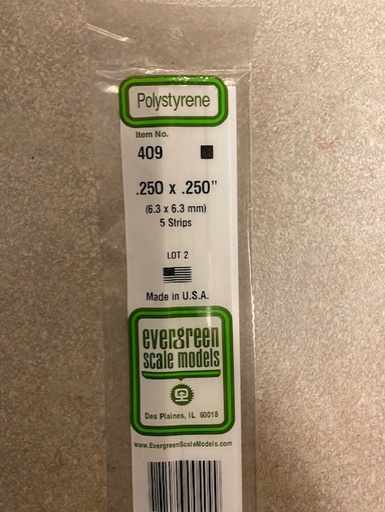 Polystyrene
Item No.
409
.250 x .250"
(6.3 x 6.3 mm)
5 Strips
LOT 2
Made in U.S.A.
evergreen
scale models
Des Plaines, IL 60018
www.EvergreenScaleModels.com